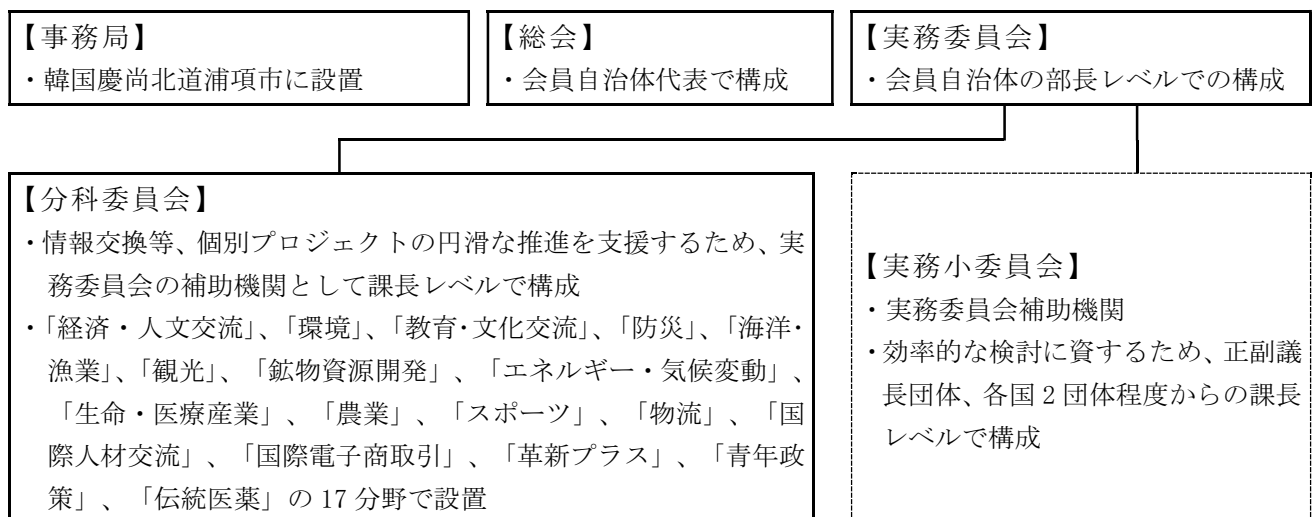 【事務局】
・韓国慶尚北道浦項市に設置
【総会】
・会員自治体代表で構成
【実務委員会】
・会員自治体の部長レベルでの構成
【分科委員会】
・情報交換等、個別プロジェクトの円滑な推進を支援するため、実
務委員会の補助機関として課長レベルで構成
・「経済・人文交流」、「環境」、「教育・文化交流」、「防災」、「海洋・
漁業」、「観光」、「鉱物資源開発」、「エネルギー・気候変動」、
「生命・医療産業」、「農業」、「スポーツ」、「物流」、「国
際人材交流」、「国際電子商取引」、「革新プラス」、「青年政
策」、「伝統医薬」の 17 分野で設置
【実務小委員会】
・実務委員会補助機関
・効率的な検討に資するため、正副議
長団体、各国 2 団体程度からの課長
レベルで構成